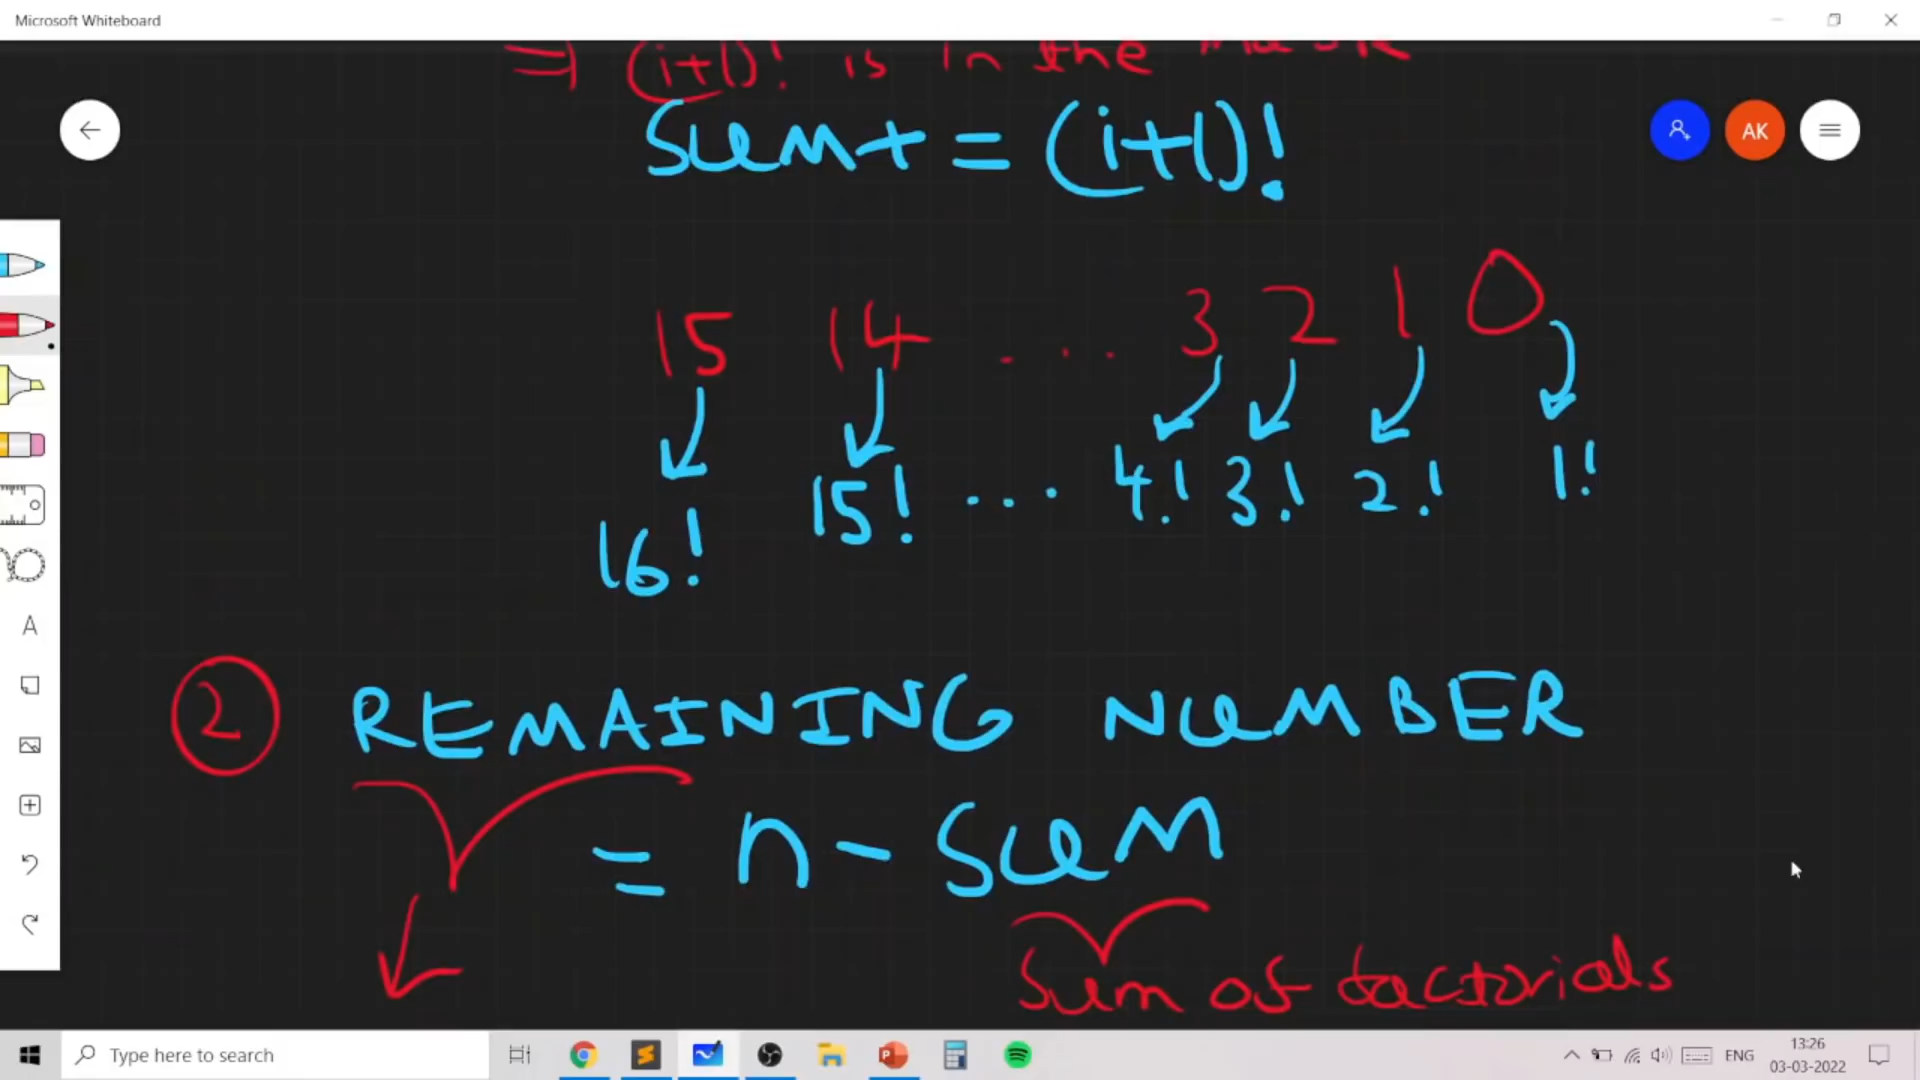 Microsoft Whiteboard
=> (i+1)! is in the mask
Sum + = (i+1)!
AK
15 14 ... 3 2 1 0
16! 15! ... 4! 3! 2! 1!
A
2 REMAINING NUMBER
= n - Sum
Sum of factorials
Type here to search
ENG
13:26
03-03-2022